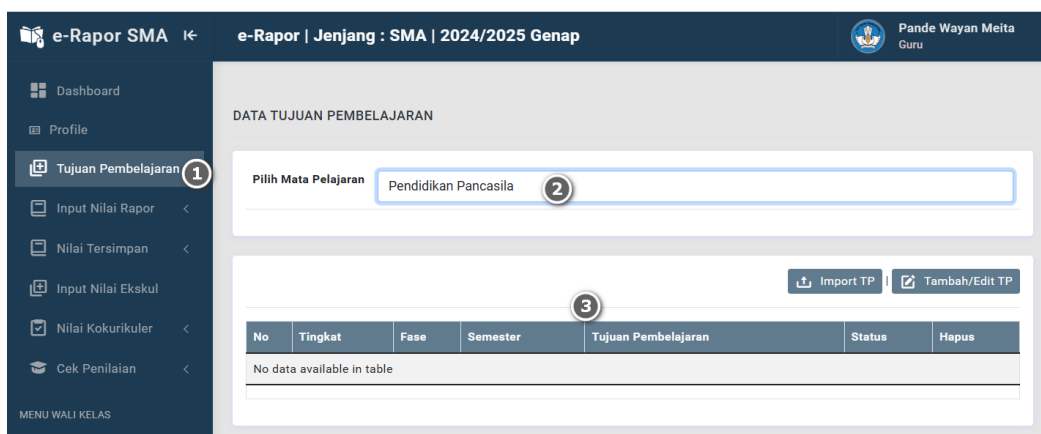 e-Rapor SMA
e-Rapor | Jenjang : SMA | 2024/2025 Genap
Pande Wayan Meita
Guru
Dashboard
Profile
Tujuan Pembelajaran
1
Input Nilai Rapor
Nilai Tersimpan
Input Nilai Ekskul
Nilai Kokurikuler
Cek Penilaian
MENU WALI KELAS
DATA TUJUAN PEMBELAJARAN
Pilih Mata Pelajaran Pendidikan Pancasila 2
Import TP | Tambah/Edit TP
3
No Tingkat Fase Semester Tujuan Pembelajaran Status Hapus
No data available in table